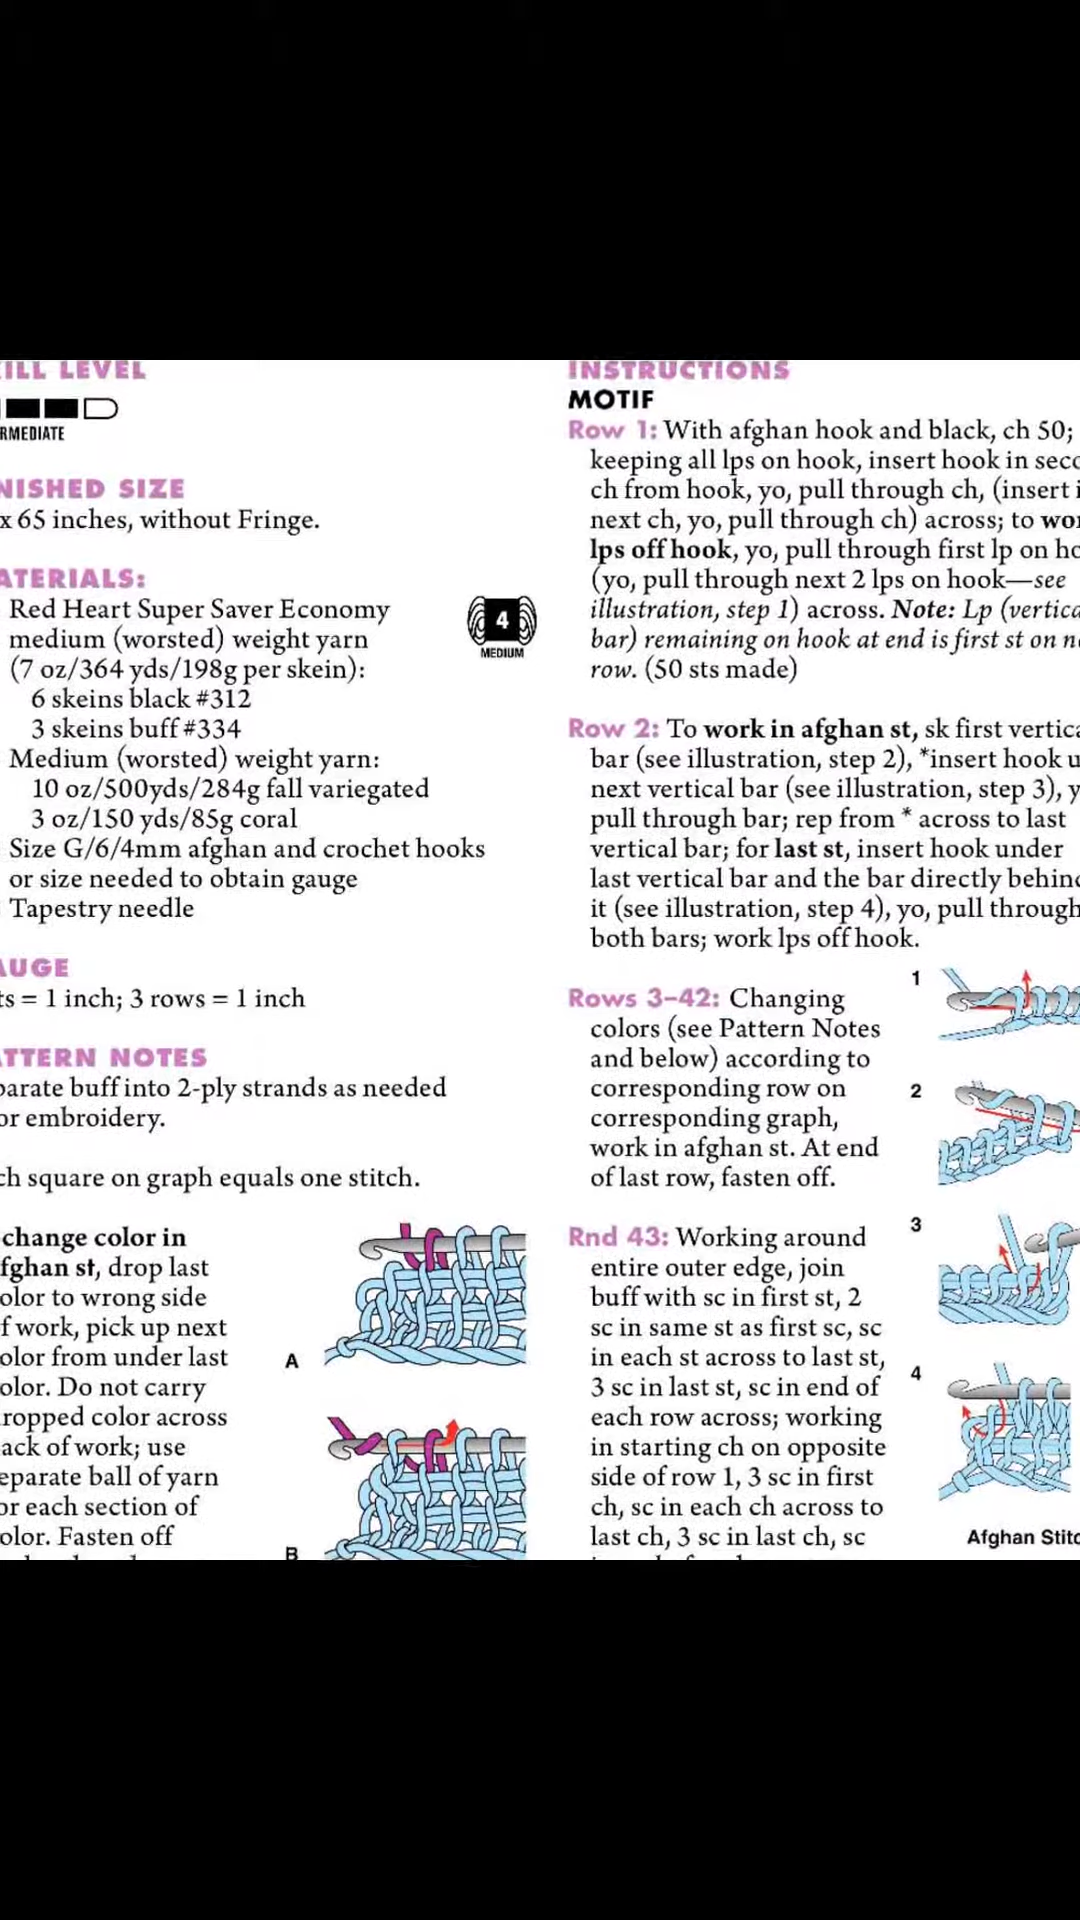 ILL LEVEL
RMEDIATE
NISHED SIZE
x 65 inches, without Fringe.
ATERIALS:
Red Heart Super Saver Economy
medium (worsted) weight yarn
(7 oz/364 yds/198g per skein):
6 skeins black #312
3 skeins buff #334
4
MEDIUM
Medium (worsted) weight yarn:
10 oz/500yds/284g fall variegated
3 oz/150 yds/85g coral
Size G/6/4mm afghan and crochet hooks
or size needed to obtain gauge
Tapestry needle
AUGE
ts = 1 inch; 3 rows = 1 inch
ATTERN NOTES
parate buff into 2-ply strands as needed
or embroidery.
ch square on graph equals one stitch.
change color in
fghan st, drop last
olor to wrong side
f work, pick up next
olor from under last
olor. Do not carry
ropped color across
ack of work; use
eparate ball of yarn
or each section of
olor. Fasten off
A
B
INSTRUCTIONS
MOTIF
Row 1: With afghan hook and black, ch 50;
keeping all lps on hook, insert hook in seco
ch from hook, yo, pull through ch, (insert i
next ch, yo, pull through ch) across; to wor
lps off hook, yo, pull through first lp on ho
(yo, pull through next 2 lps on hook—see
illustration, step 1) across. Note: Lp (vertica
bar) remaining on hook at end is first st on ne
row. (50 sts made)
Row 2: To work in afghan st, sk first vertica
bar (see illustration, step 2), *insert hook u
next vertical bar (see illustration, step 3), y
pull through bar; rep from * across to last
vertical bar; for last st, insert hook under
last vertical bar and the bar directly behind
it (see illustration, step 4), yo, pull through
both bars; work lps off hook.
Rows 3–42: Changing
colors (see Pattern Notes
and below) according to
corresponding row on
corresponding graph,
work in afghan st. At end
of last row, fasten off.
Rnd 43: Working around
entire outer edge, join
buff with sc in first st, 2
sc in same st as first sc, sc
in each st across to last st,
3 sc in last st, sc in end of
each row across; working
in starting ch on opposite
side of row 1, 3 sc in first
ch, sc in each ch across to
last ch, 3 sc in last ch, sc
1
2
3
4
Afghan Stitc